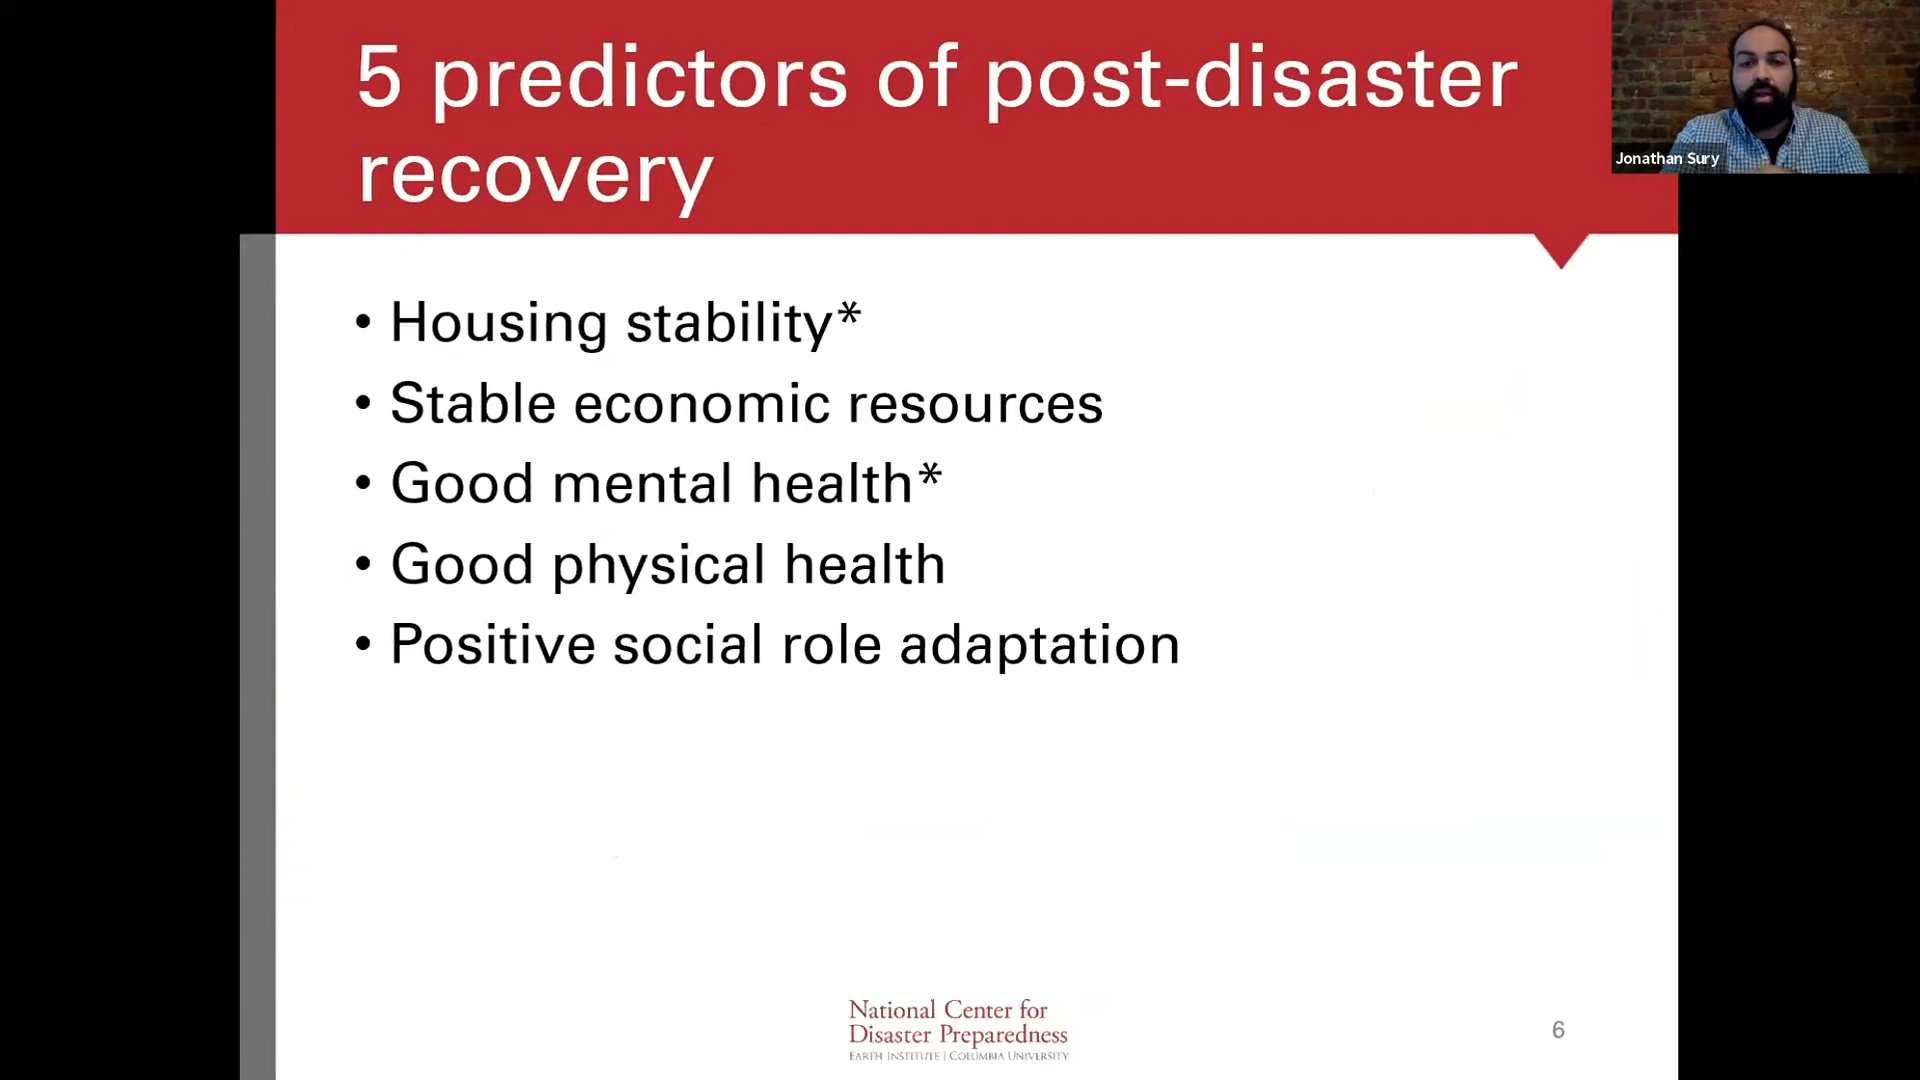 5 predictors of post-disaster
recovery
Jonathan Sury
• Housing stability*
• Stable economic resources
• Good mental health*
• Good physical health
• Positive social role adaptation
National Center for
Disaster Preparedness
EARTH INSTITUTE | COLUMBIA UNIVERSITY
6